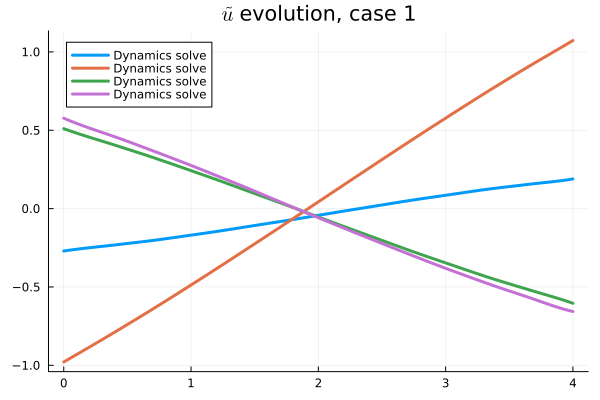 ũ evolution, case 1
Dynamics solve
Dynamics solve
Dynamics solve
Dynamics solve
1.0
0.5
0.0
−0.5
−1.0
0 1 2 3 4